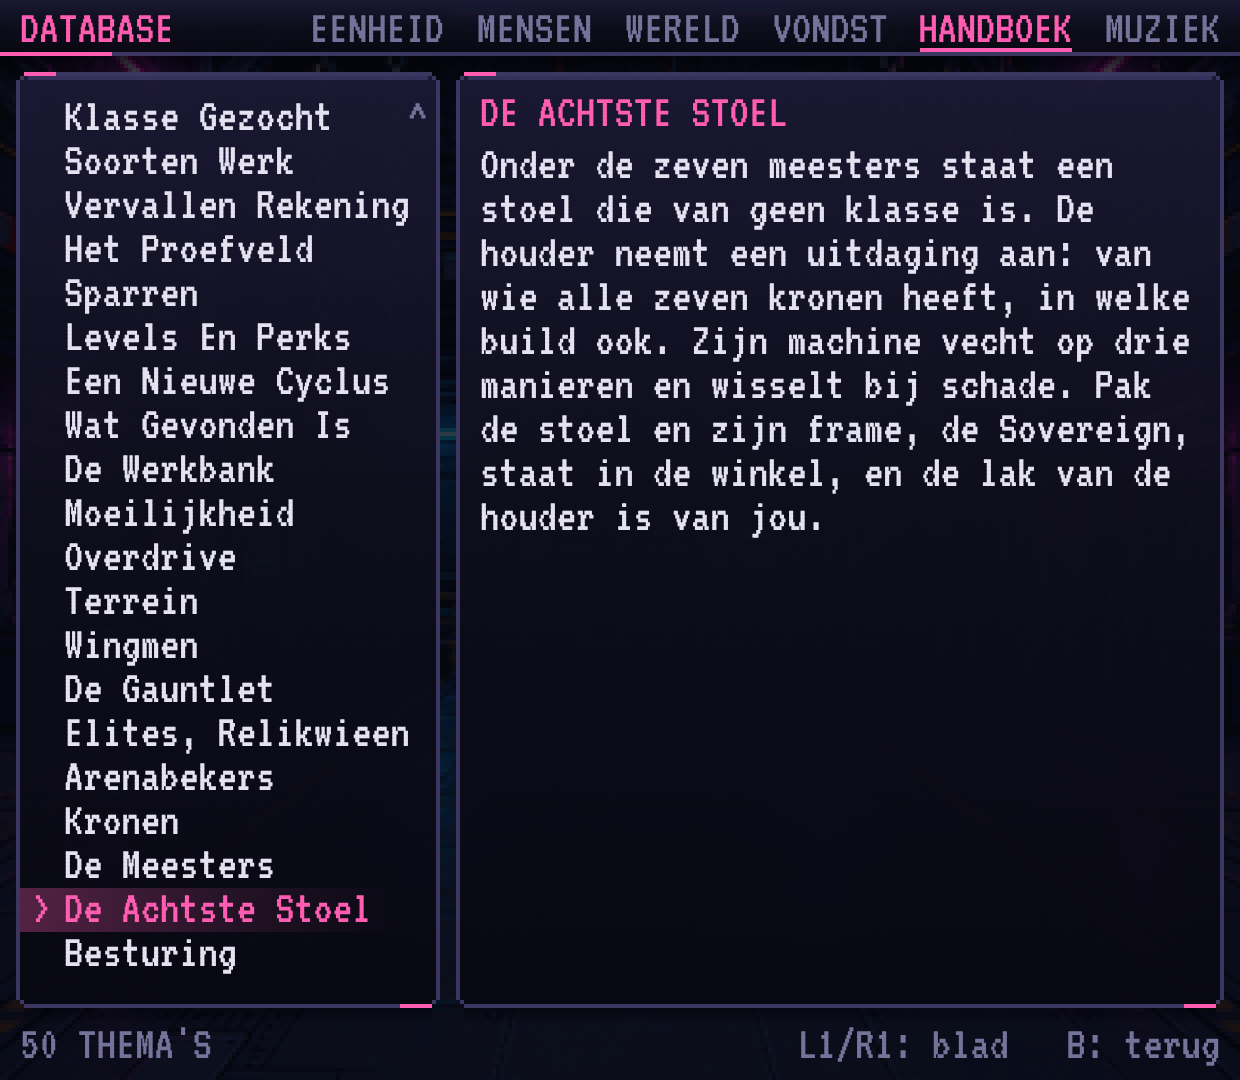 DATABASE EENHEID MENSEN WERELD VONDST HANDBOEK MUZIEK
Klasse Gezocht ^
Soorten Werk
Vervallen Rekening
Het Proefveld
Sparren
Levels En Perks
Een Nieuwe Cyclus
Wat Gevonden Is
De Werkbank
Moeilijkheid
Overdrive
Terrein
Wingmen
De Gauntlet
Elites, Relikwieen
Arenabekers
Kronen
De Meesters
> De Achtste Stoel
Besturing
DE ACHTSTE STOEL
Onder de zeven meesters staat een
stoel die van geen klasse is. De
houder neemt een uitdaging aan: van
wie alle zeven kronen heeft, in welke
build ook. Zijn machine vecht op drie
manieren en wisselt bij schade. Pak
de stoel en zijn frame, de Sovereign,
staat in de winkel, en de lak van de
houder is van jou.
50 THEMA'S L1/R1: blad B: terug